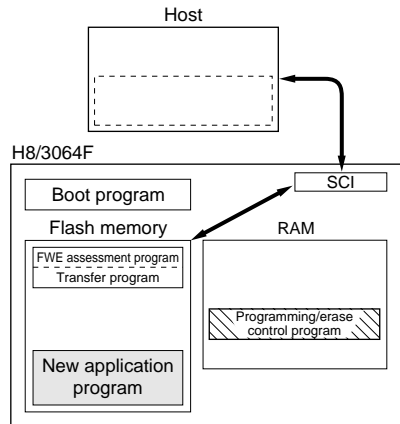 Host
H8/3064F
SCI
Boot program
Flash memory
RAM
FWE assessment program
Transfer program
Programming/erase
control program
New application
program